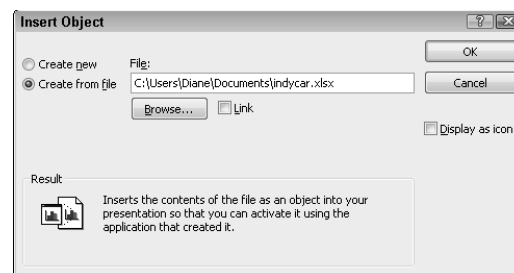 Insert Object
OK
Create new
File:
Create from file
C:\Users\Diane\Documents\indycar.xlsx
Cancel
Browse...
Link
Display as icon
Result
Inserts the contents of the file as an object into your
presentation so that you can activate it using the
application that created it.